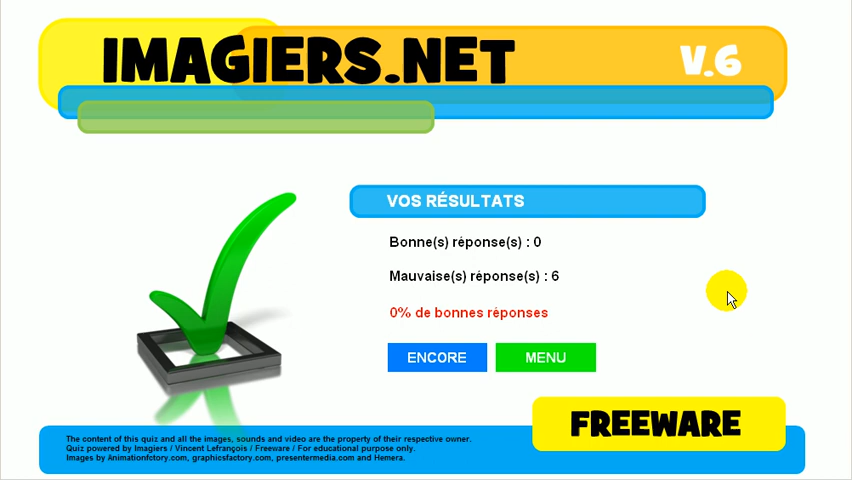 IMAGIERS.NET
V.6
VOS RÉSULTATS
Bonne(s) réponse(s) : 0
Mauvaise(s) réponse(s) : 6
0% de bonnes réponses
ENCORE
MENU
FREEWARE
The content of this quiz and all the images, sounds and video are the property of their respective owner.
Quiz powered by Imagiers / Vincent Lefrançois / Freeware / For educational purpose only.
Images by Animationfctory.com, graphicsfactory.com, presentermedia.com and Hemera.